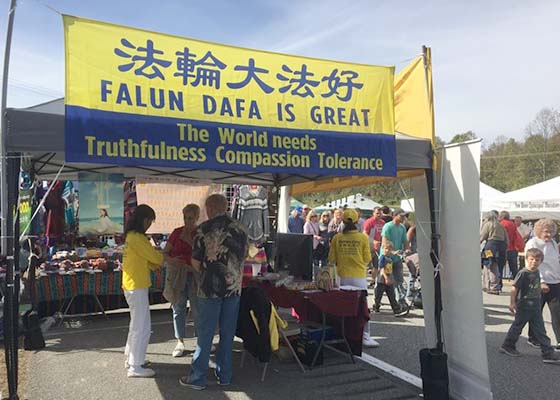 法輪大法好
FALUN DAFA IS GREAT
The World needs
Truthfulness Compassion Tolerance